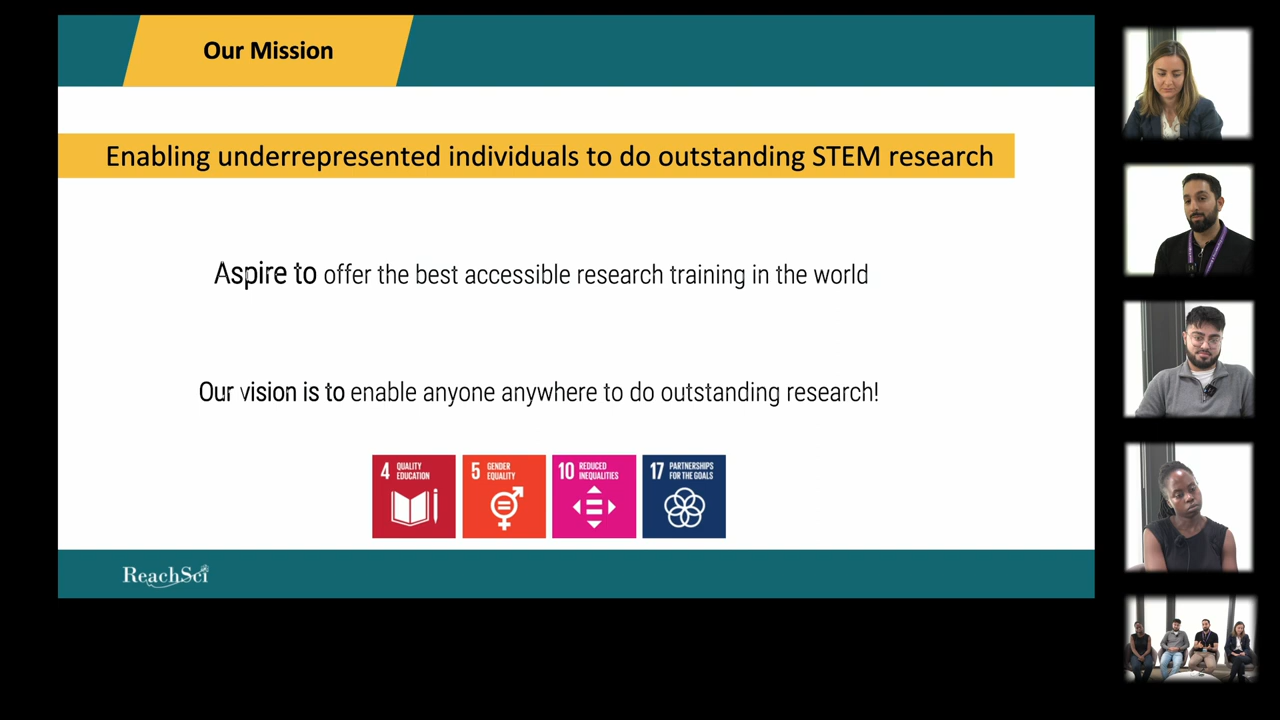 Our Mission
Enabling underrepresented individuals to do outstanding STEM research
Aspire to offer the best accessible research training in the world
Our vision is to enable anyone anywhere to do outstanding research!
4 QUALITY
EDUCATION
5 GENDER
EQUALITY
10 REDUCED
INEQUALITIES
17 PARTNERSHIPS
FOR THE GOALS
ReachSci